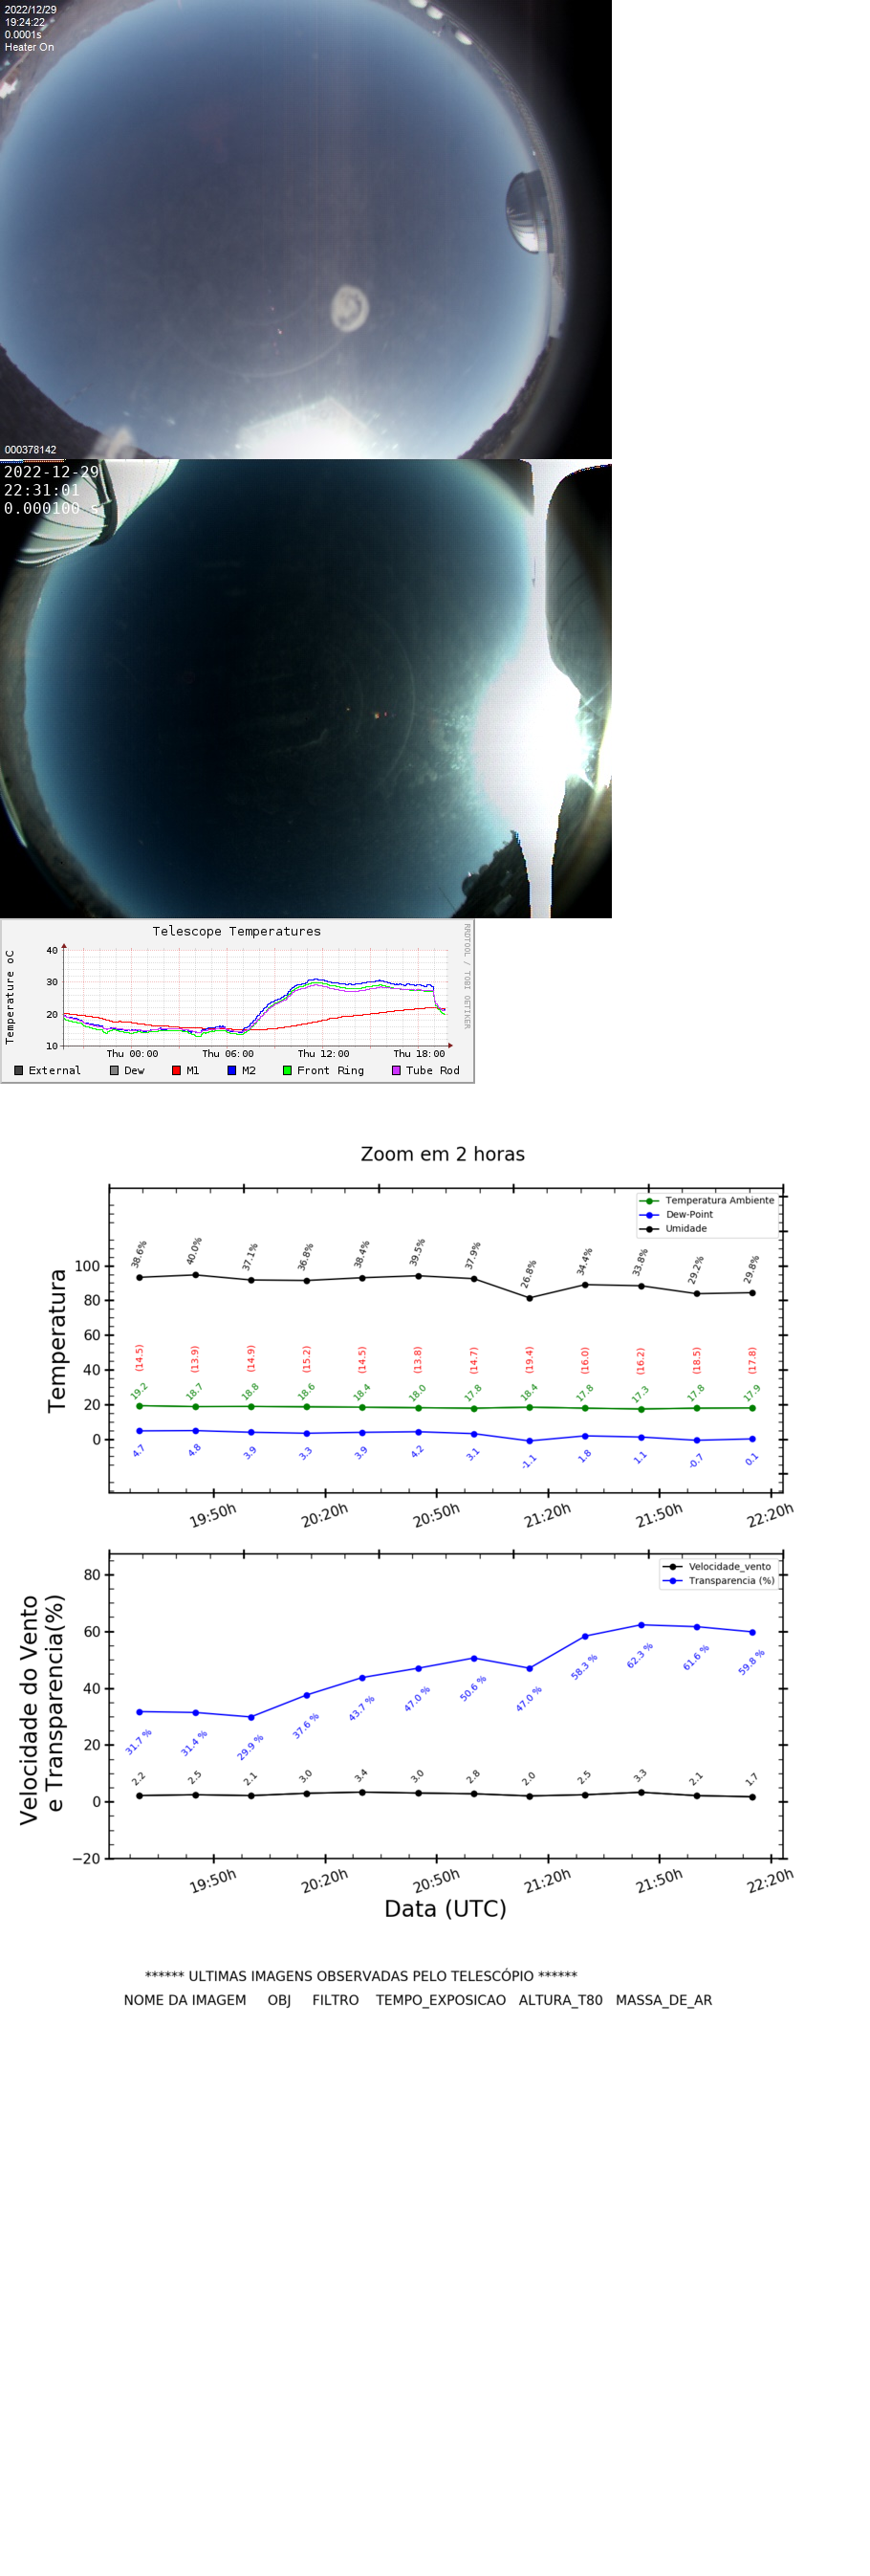 2022/12/29
19:24:22
0.0001s
Heater On
000378142
2022-12-29
22:31:01
0.000100 s
Telescope Temperatures
RRDTOOL / TOBI OETIKER
Temperature oC
40
30
20
10
Thu 00:00 Thu 06:00 Thu 12:00 Thu 18:00
External Dew M1 M2 Front Ring Tube Rod
Zoom em 2 horas
Temperatura Ambiente
Dew-Point
Umidade
Temperatura
100
80
60
40
20
0
38.6% 40.0% 37.1% 36.8% 38.4% 39.5% 37.9% 26.8% 34.4% 33.8% 29.2% 29.8%
(14.5) (13.9) (14.9) (15.2) (14.5) (13.8) (14.7) (19.4) (16.0) (16.2) (18.5) (17.8)
19.2 18.7 18.8 18.6 18.4 18.0 17.8 18.4 17.8 17.3 17.8 17.9
4.7 4.8 3.9 3.3 3.9 4.2 3.1 -1.1 1.8 1.1 -0.7 0.1
19:50h 20:20h 20:50h 21:20h 21:50h 22:20h
Velocidade_vento
Transparencia (%)
Velocidade do Vento
e Transparencia(%)
80
60
40
20
0
−20
31.7 % 31.4 % 29.9 % 37.6 % 43.7 % 47.0 % 50.6 % 47.0 % 58.3 % 62.3 % 61.6 % 59.8 %
2.2 2.5 2.1 3.0 3.4 3.0 2.8 2.0 2.5 3.3 2.1 1.7
19:50h 20:20h 20:50h 21:20h 21:50h 22:20h
Data (UTC)
****** ULTIMAS IMAGENS OBSERVADAS PELO TELESCÓPIO ******
NOME DA IMAGEM OBJ FILTRO TEMPO_EXPOSICAO ALTURA_T80 MASSA_DE_AR